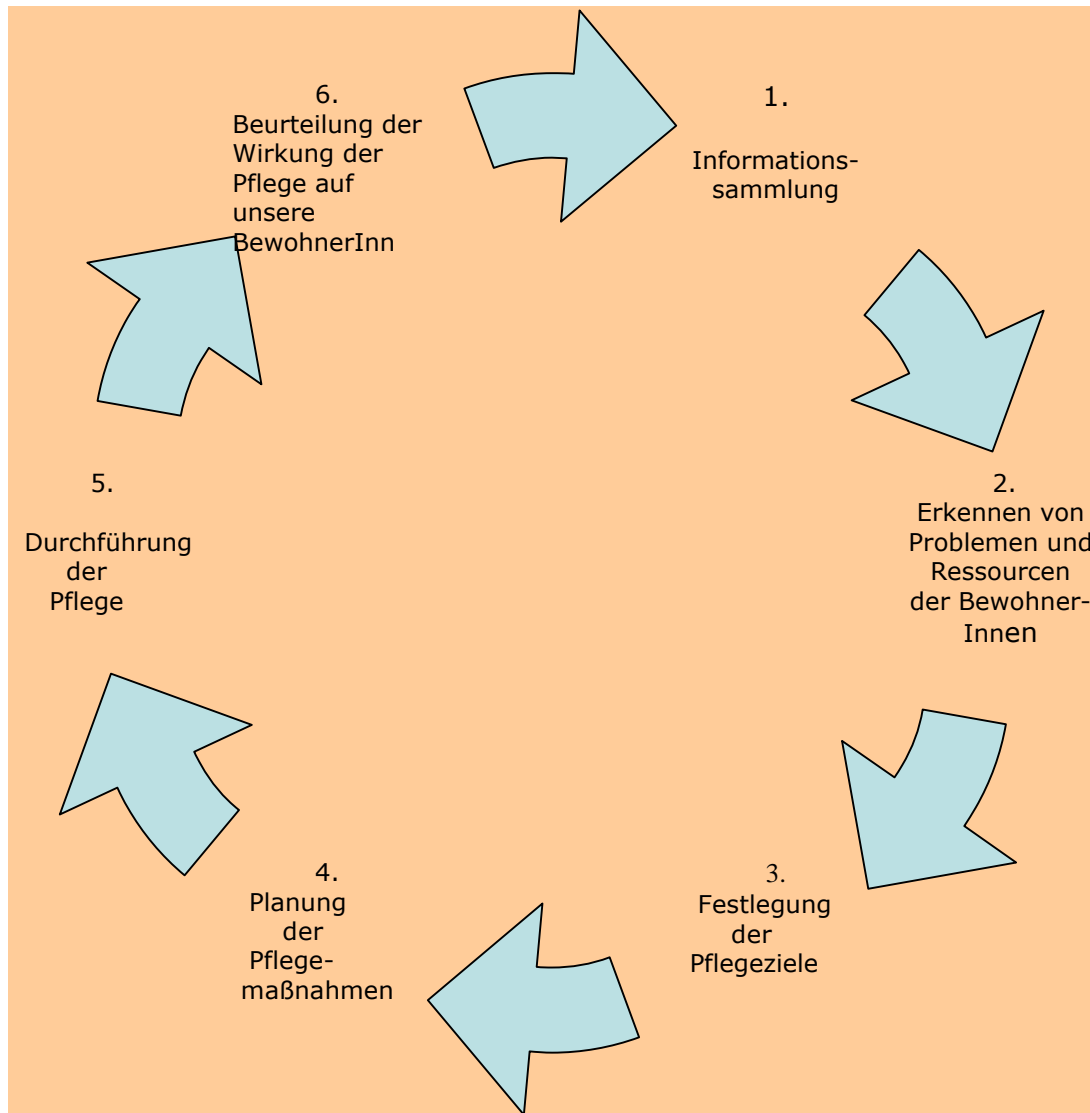 1.
Informations-
sammlung
2.
Erkennen von
Problemen und
Ressourcen
der Bewohner-
Innen
3.
Festlegung
der
Pflegeziele
4.
Planung
der
Pflege-
maßnahmen
5.
Durchführung
der
Pflege
6.
Beurteilung der
Wirkung der
Pflege auf
unsere
BewohnerInn